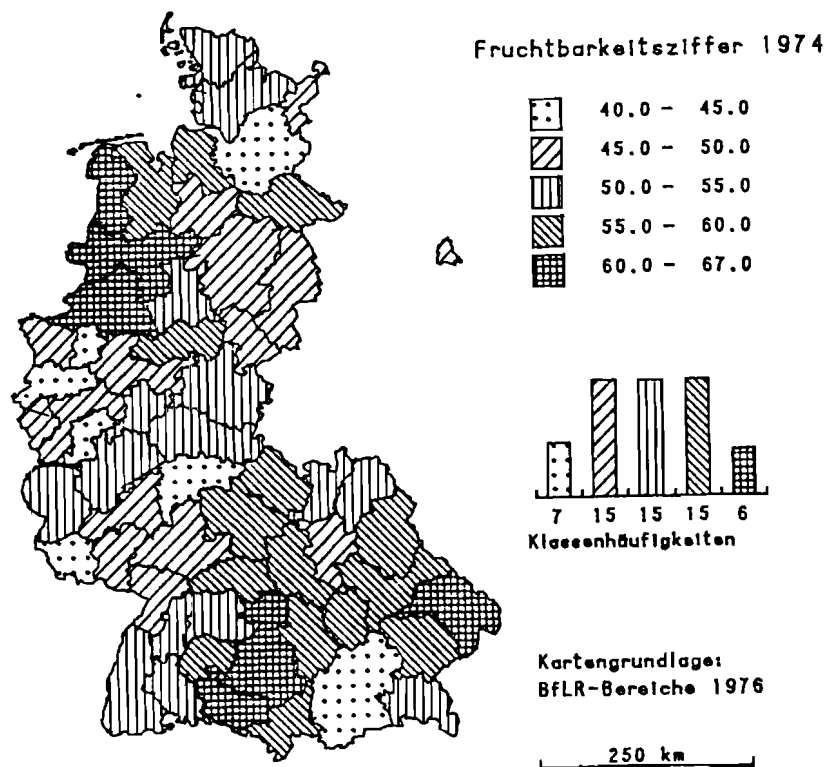 Fruchtbarkeitsziffer 1974
40.0 - 45.0
45.0 - 50.0
50.0 - 55.0
55.0 - 60.0
60.0 - 67.0
7 15 15 15 6
Klassenhäufigkeiten
Kartengrundlage:
BfLR-Bereiche 1976
250 km